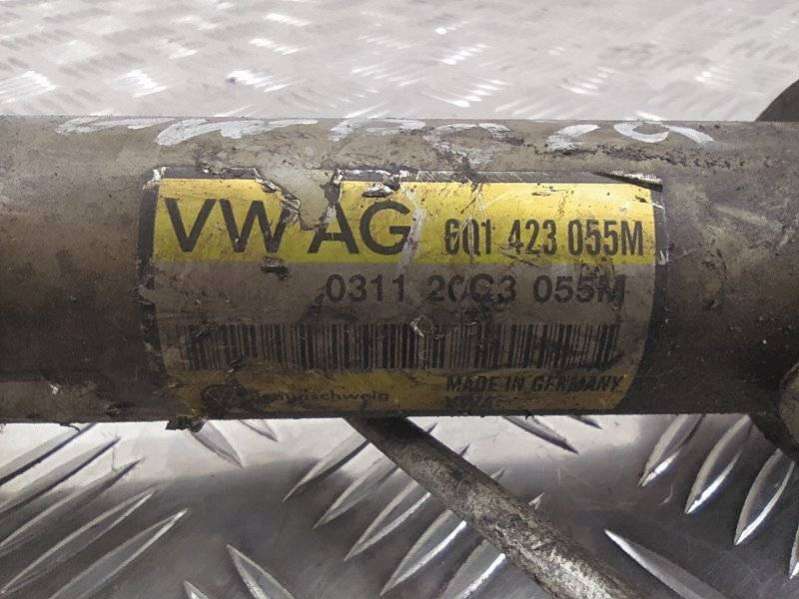 VW AG 6Q1 423 055M
0311 2003 055M
MADE IN GERMANY